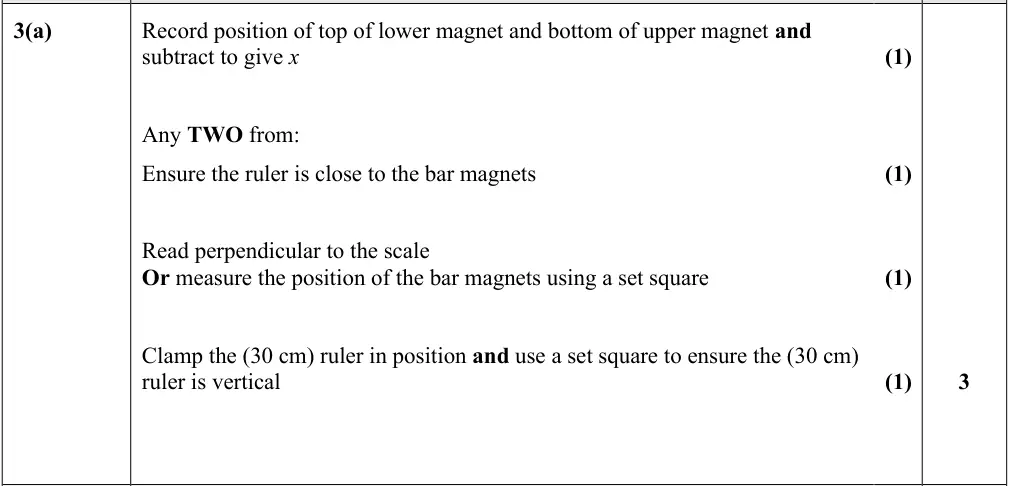 3(a)
Record position of top of lower magnet and bottom of upper magnet and
subtract to give x (1)
Any TWO from:
Ensure the ruler is close to the bar magnets (1)
Read perpendicular to the scale
Or measure the position of the bar magnets using a set square (1)
Clamp the (30 cm) ruler in position and use a set square to ensure the (30 cm)
ruler is vertical (1) 3